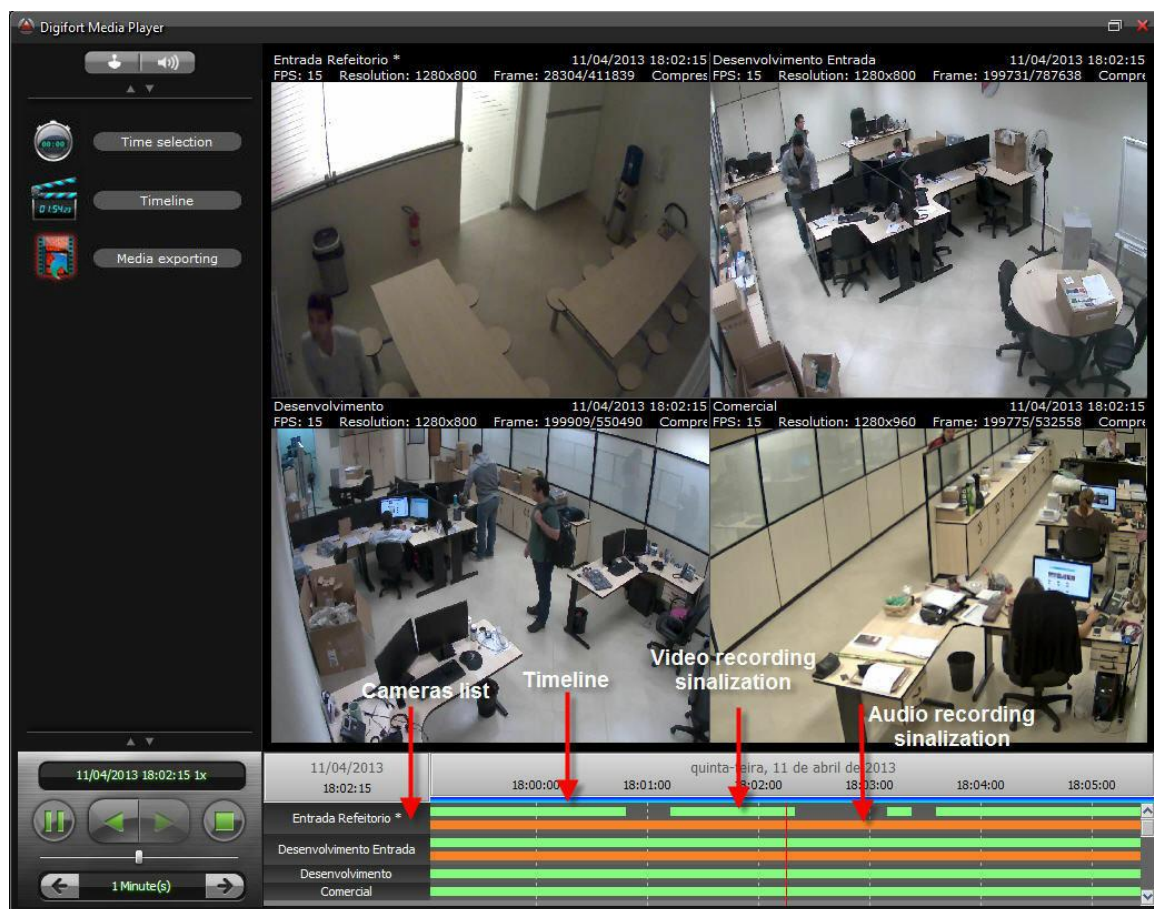 Digifort Media Player
Time selection
00:00
Timeline
Media exporting
Entrada Refeitorio * 11/04/2013 18:02:15
FPS: 15 Resolution: 1280x800 Frame: 28304/411839 Compres
Desenvolvimento Entrada 11/04/2013 18:02:15
FPS: 15 Resolution: 1280x800 Frame: 199731/787638 Compre
Desenvolvimento 11/04/2013 18:02:15
FPS: 15 Resolution: 1280x800 Frame: 199909/550490 Compre
Comercial 11/04/2013 18:02:15
FPS: 15 Resolution: 1280x960 Frame: 199775/532558 Compre
Cameras list
Timeline
Video recording
sinalization
Audio recording
sinalization
11/04/2013 18:02:15 1x
1 Minute(s)
11/04/2013
18:02:15
quinta-feira, 11 de abril de 2013
18:00:00 18:01:00 18:02:00 18:03:00 18:04:00 18:05:00
Entrada Refeitorio *
Desenvolvimento Entrada
Desenvolvimento
Comercial